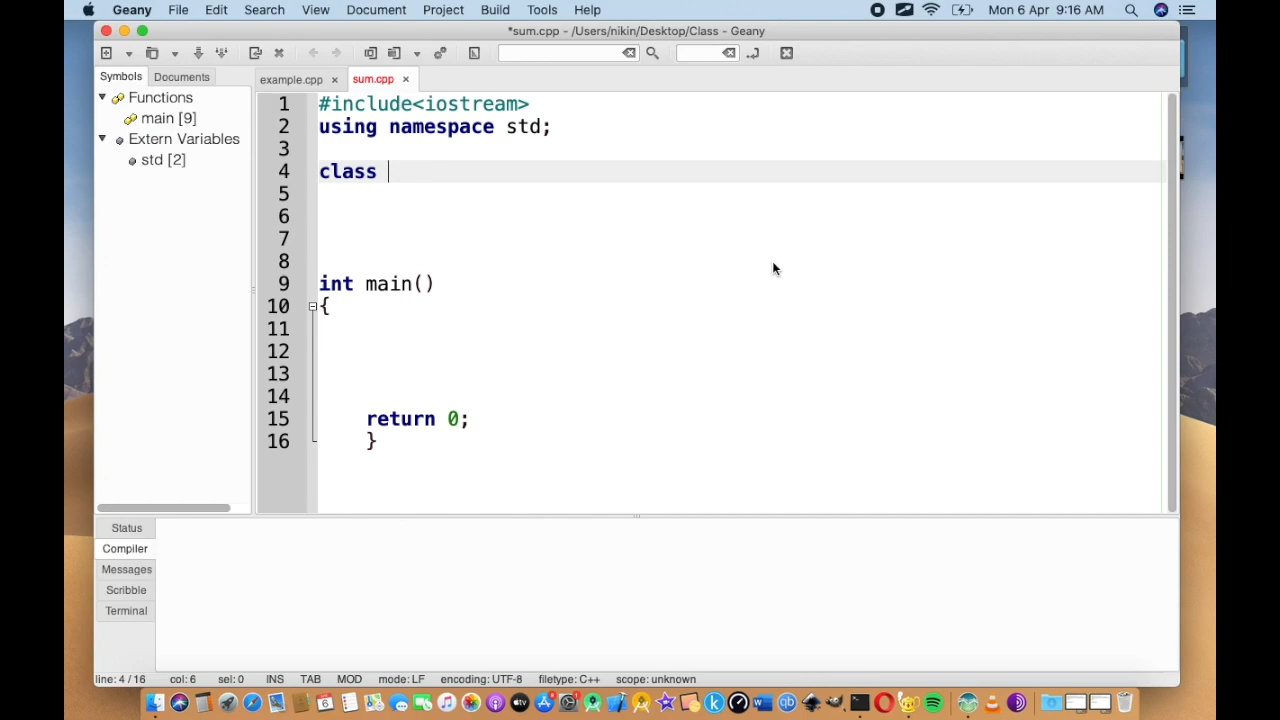 Geany File Edit Search View Document Project Build Tools Help Mon 6 Apr 9:16 AM
*sum.cpp - /Users/nikin/Desktop/Class - Geany
Symbols Documents example.cpp × sum.cpp ×
Functions
main [9]
Extern Variables
std [2]
1 #include<iostream>
2 using namespace std;
3
4 class
5
6
7
8
9 int main()
10 {
11
12
13
14
15 return 0;
16 }
Status
Compiler
Messages
Scribble
Terminal
line: 4 / 16 col: 6 sel: 0 INS TAB MOD mode: LF encoding: UTF-8 filetype: C++ scope: unknown